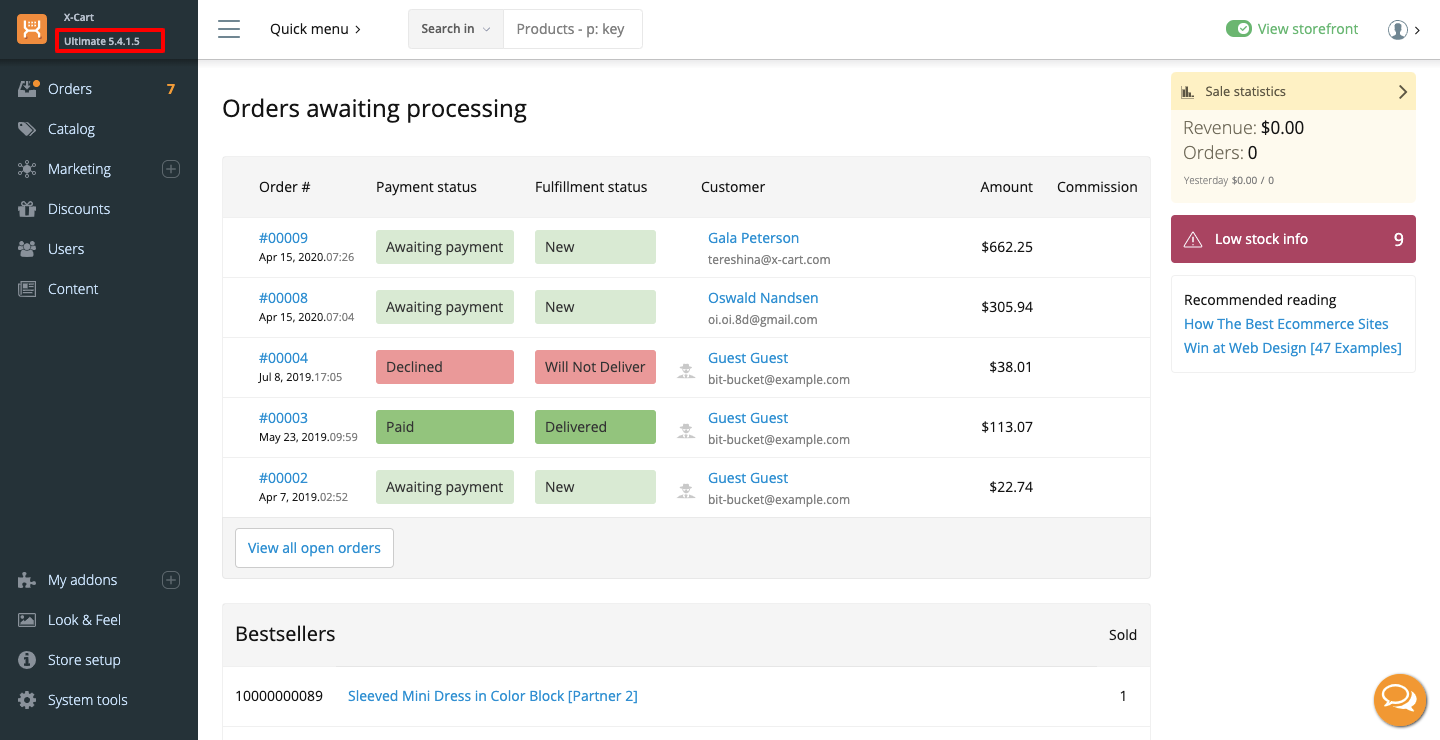 X-Cart
Ultimate 5.4.1.5
Quick menu
Search in
Products - p: key
View storefront
Orders 7
Catalog
Marketing
Discounts
Users
Content
My addons
Look & Feel
Store setup
System tools
Orders awaiting processing
Order # Payment status Fulfillment status Customer Amount Commission
#00009 Awaiting payment New Gala Peterson $662.25
Apr 15, 2020.07:26 tereshina@x-cart.com
#00008 Awaiting payment New Oswald Nandsen $305.94
Apr 15, 2020.07:04 oi.oi.8d@gmail.com
#00004 Declined Will Not Deliver Guest Guest $38.01
Jul 8, 2019.17:05 bit-bucket@example.com
#00003 Paid Delivered Guest Guest $113.07
May 23, 2019.09:59 bit-bucket@example.com
#00002 Awaiting payment New Guest Guest $22.74
Apr 7, 2019.02:52 bit-bucket@example.com
View all open orders
Bestsellers Sold
10000000089 Sleeved Mini Dress in Color Block [Partner 2] 1
Sale statistics
Revenue: $0.00
Orders: 0
Yesterday $0.00 / 0
Low stock info 9
Recommended reading
How The Best Ecommerce Sites
Win at Web Design [47 Examples]